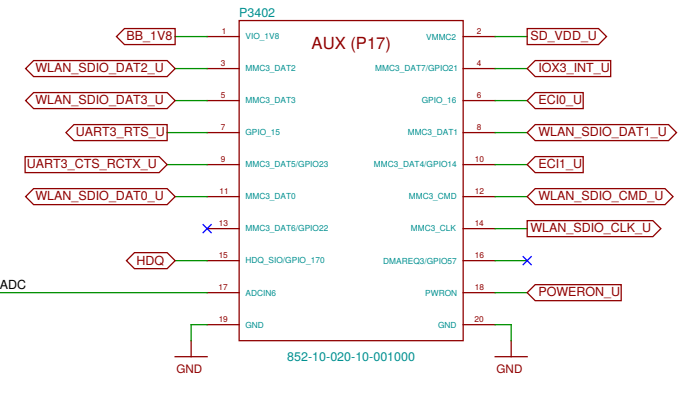 P3402
AUX (P17)
BB_1V8 1 VIO_1V8 VMMC2 2 SD_VDD_U
WLAN_SDIO_DAT2_U 3 MMC3_DAT2 MMC3_DAT7/GPIO21 4 IOX3_INT_U
WLAN_SDIO_DAT3_U 5 MMC3_DAT3 GPIO_16 6 ECI0_U
UART3_RTS_U 7 GPIO_15 MMC3_DAT1 8 WLAN_SDIO_DAT1_U
UART3_CTS_RCTX_U 9 MMC3_DAT5/GPIO23 MMC3_DAT4/GPIO14 10 ECI1_U
WLAN_SDIO_DAT0_U 11 MMC3_DAT0 MMC3_CMD 12 WLAN_SDIO_CMD_U
13 MMC3_DAT6/GPIO22 MMC3_CLK 14 WLAN_SDIO_CLK_U
HDQ 15 HDQ_SIO/GPIO_170 DMAREQ3/GPIO57 16
ADC 17 ADCIN6 PWRON 18 POWERON_U
19 GND GND 20
852-10-020-10-001000
GND GND